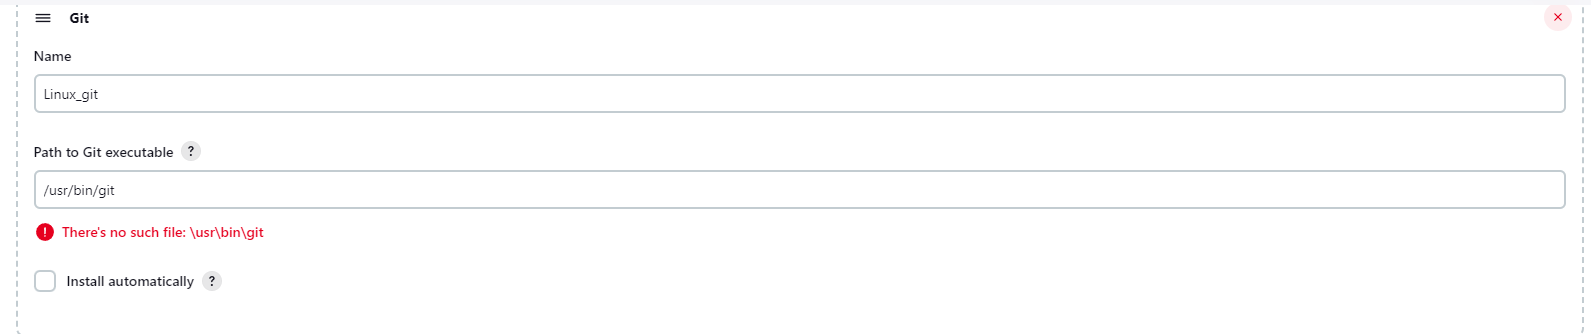 Git
Name
Linux_git
Path to Git executable ?
/usr/bin/git
There's no such file: \usr\bin\git
Install automatically ?